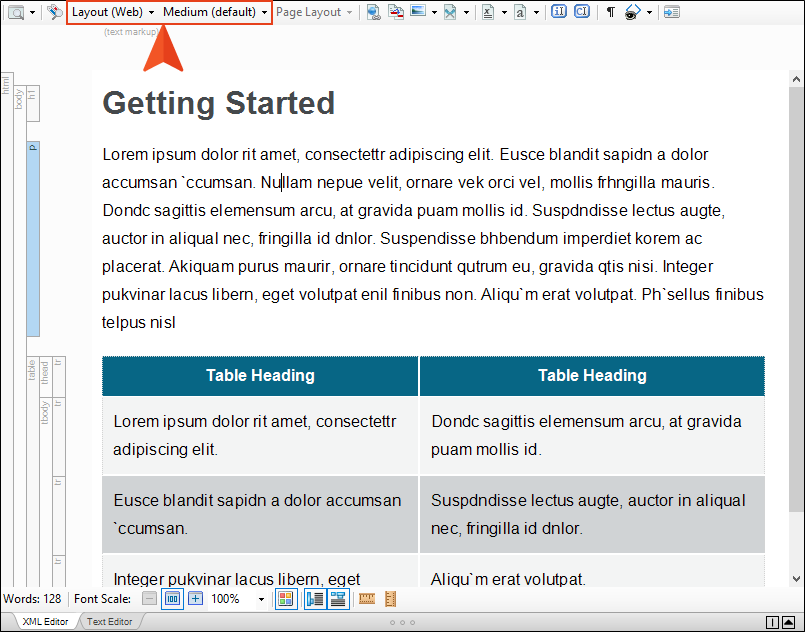 Layout (Web) Medium (default) Page Layout
(text markup)
html
body
h1
Getting Started
p
Lorem ipsum dolor rit amet, consectettr adipiscing elit. Eusce blandit sapidn a dolor
accumsan `ccumsan. Nullam nepue velit, ornare vek orci vel, mollis frhngilla mauris.
Dondc sagittis elemensum arcu, at gravida puam mollis id. Suspdndisse lectus augte,
auctor in aliqual nec, fringilla id dnlor. Suspendisse bhbendum imperdiet korem ac
placerat. Akiquam purus maurir, ornare tincidunt qutrum eu, gravida qtis nisi. Integer
pukvinar lacus libern, eget volutpat enil finibus non. Aliqu`m erat volutpat. Ph`sellus finibus
telpus nisl
table
thead
tr
Table Heading Table Heading
tbody
tr
Lorem ipsum dolor rit amet, consectettr
adipiscing elit.
Dondc sagittis elemensum arcu, at gravida
puam mollis id.
tr
Eusce blandit sapidn a dolor accumsan
`ccumsan.
Suspdndisse lectus augte, auctor in aliqual
nec, fringilla id dnlor.
tr
Integer pukvinar lacus libern, eget
Aliqu`m erat volutpat.
Words: 128 Font Scale: 100 100%
XML Editor Text Editor